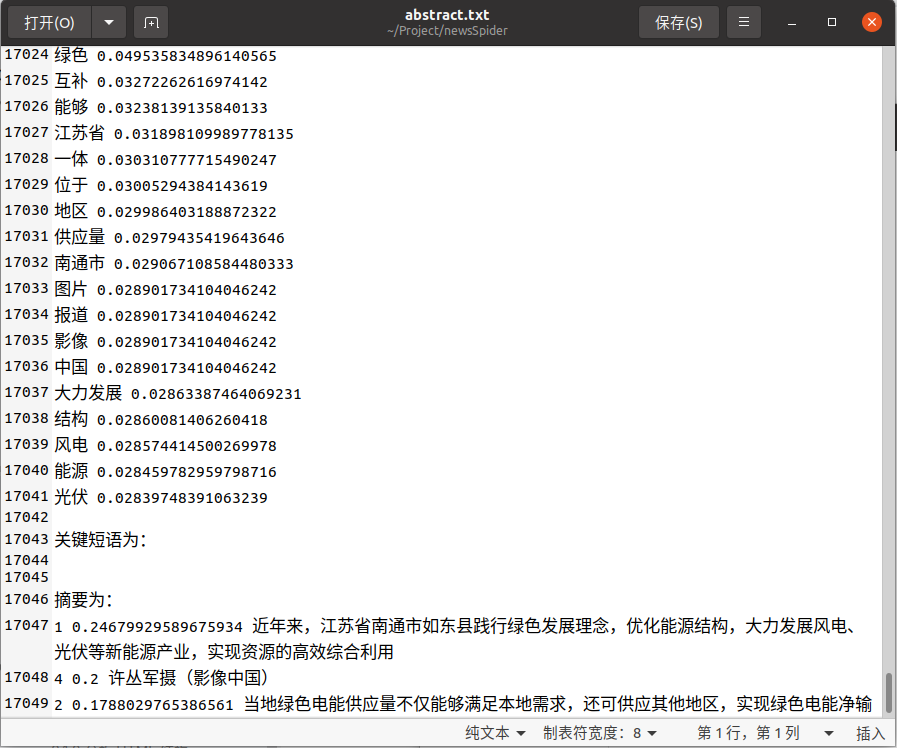 打开(O)
abstract.txt
~/Project/newsSpider
保存(S)
17024 绿色 0.049535834896140565
17025 互补 0.03272262616974142
17026 能够 0.03238139135840133
17027 江苏省 0.031898109989778135
17028 一体 0.030310777715490247
17029 位于 0.03005294384143619
17030 地区 0.029986403188872322
17031 供应量 0.02979435419643646
17032 南通市 0.029067108584480333
17033 图片 0.028901734104046242
17034 报道 0.028901734104046242
17035 影像 0.028901734104046242
17036 中国 0.028901734104046242
17037 大力发展 0.02863387464069231
17038 结构 0.02860081406260418
17039 风电 0.028574414500269978
17040 能源 0.028459782959798716
17041 光伏 0.02839748391063239
17042
17043 关键短语为：
17044
17045
17046 摘要为：
17047 1 0.24679929589675934 近年来，江苏省南通市如东县践行绿色发展理念，优化能源结构，大力发展风电、
光伏等新能源产业，实现资源的高效综合利用
17048 4 0.2 许丛军摄（影像中国）
17049 2 0.1788029765386561 当地绿色电能供应量不仅能够满足本地需求，还可供应其他地区，实现绿色电能净输
纯文本 制表符宽度：8 第 1 行，第 1 列 插入